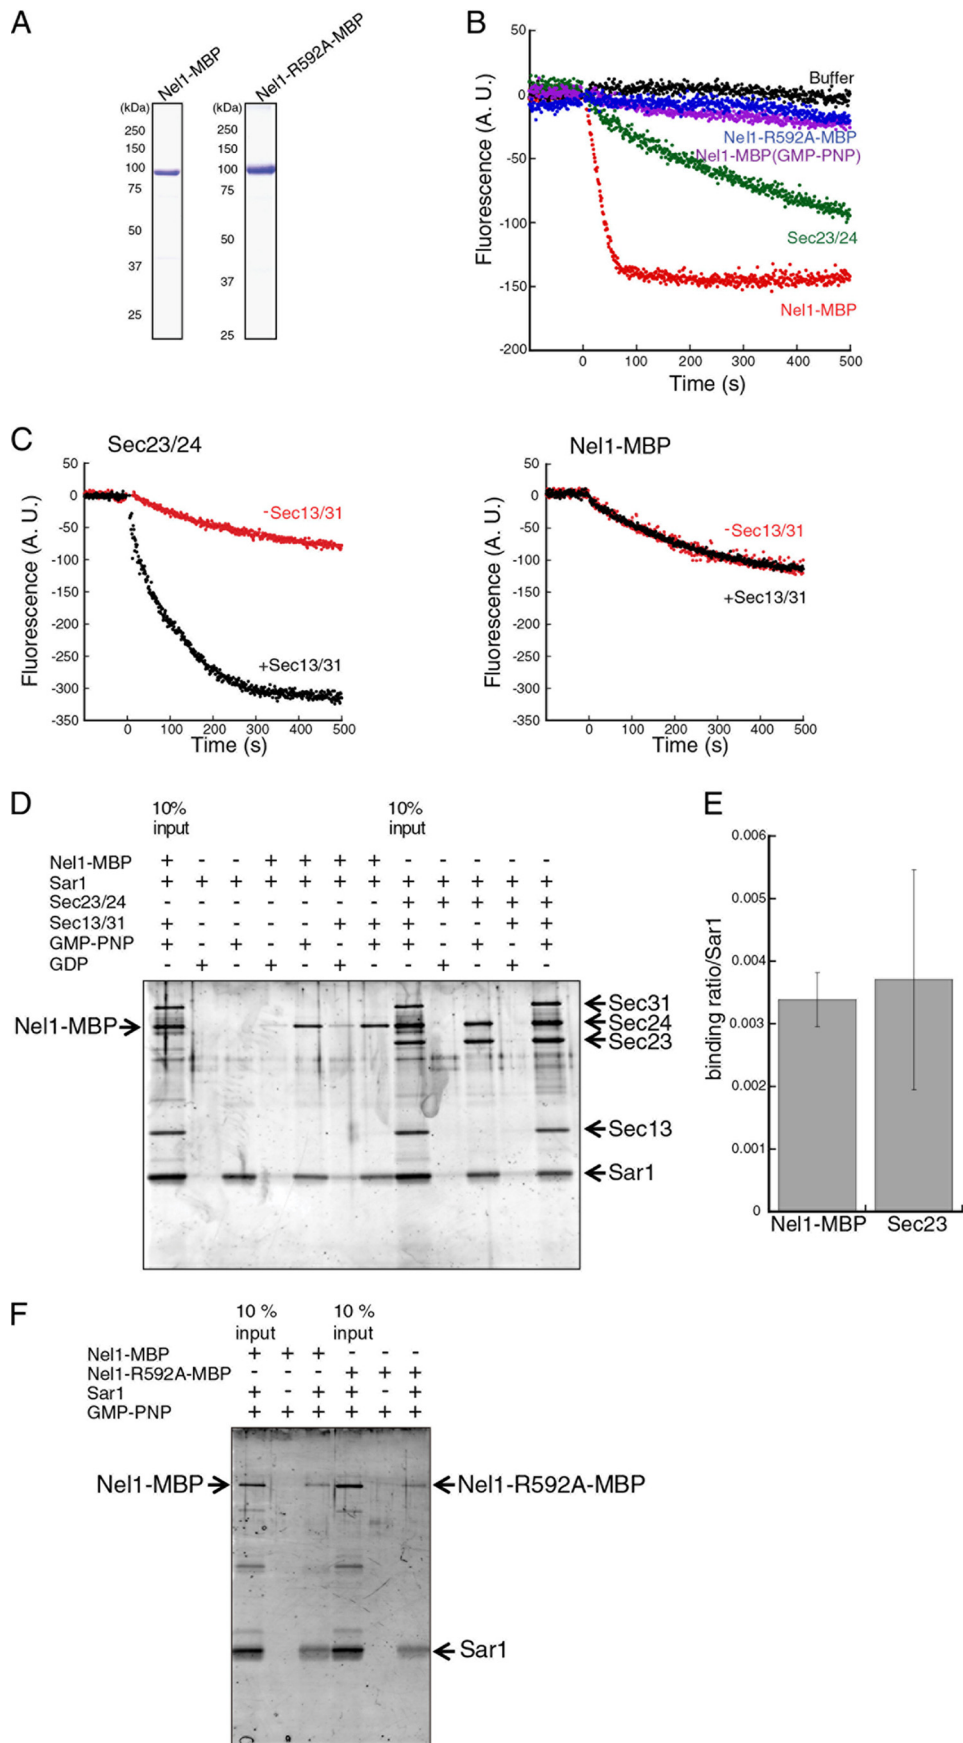 A
Nel1-MBP
Nel1-R592A-MBP
(kDa)
250
150
100
75
50
37
25
(kDa)
250
150
100
75
50
37
25
B
Fluorescence (A. U.)
50
0
-50
-100
-150
-200
Buffer
Nel1-R592A-MBP
Nel1-MBP(GMP-PNP)
Sec23/24
Nel1-MBP
0 100 200 300 400 500
Time (s)
C
Sec23/24
Fluorescence (A. U.)
50
0
-50
-100
-150
-200
-250
-300
-350
-Sec13/31
+Sec13/31
0 100 200 300 400 500
Time (s)
Nel1-MBP
Fluorescence (A. U.)
50
0
-50
-100
-150
-200
-250
-300
-350
-Sec13/31
+Sec13/31
0 100 200 300 400 500
Time (s)
D
10%
input
10%
input
Nel1-MBP + - - + + + + - - - - -
Sar1 + + + + + + + + + + + +
Sec23/24 - - - - - - - + + + + +
Sec13/31 + - - - - + + + - - + +
GMP-PNP + - + - + - + + - + - +
GDP - + - + - + - - + - + -
Nel1-MBP
Sec31
Sec24
Sec23
Sec13
Sar1
E
binding ratio/Sar1
0.006
0.005
0.004
0.003
0.002
0.001
0
Nel1-MBP Sec23
F
10 %
input
10 %
input
Nel1-MBP + + + - - -
Nel1-R592A-MBP - - - + + +
Sar1 + - + + - +
GMP-PNP + + + + + +
Nel1-MBP
Nel1-R592A-MBP
Sar1